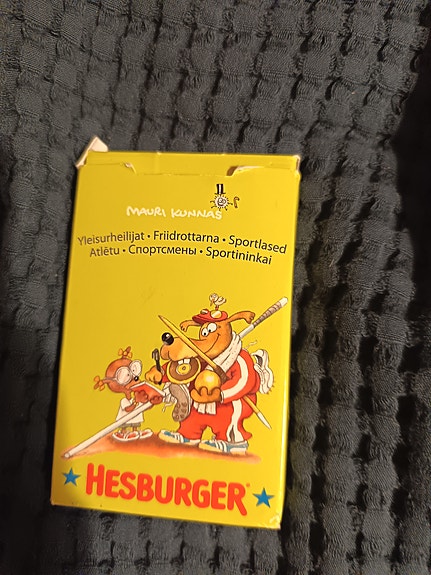 MAURI KUNNAS
Yleisurheilijat • Friidrottarna • Sportlased
Atlētu • Спортсмены • Sportininkai
HESBURGER